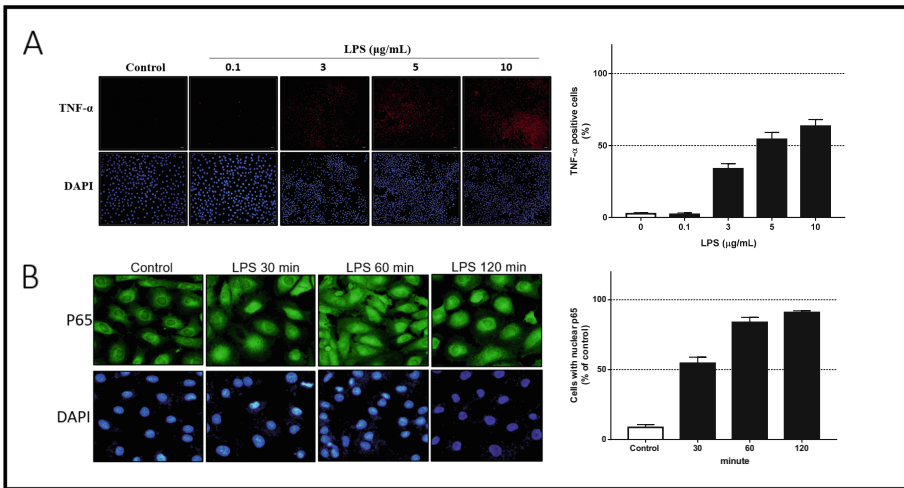 A
LPS (µg/mL)
Control 0.1 3 5 10
TNF-α
DAPI
TNF-α positive cells
(%)
100
50
0
0 0.1 3 5 10
LPS (µg/mL)
B
Control LPS 30 min LPS 60 min LPS 120 min
P65
DAPI
Cells with nuclear p65
(% of control)
100
50
0
Control 30 60 120
minute